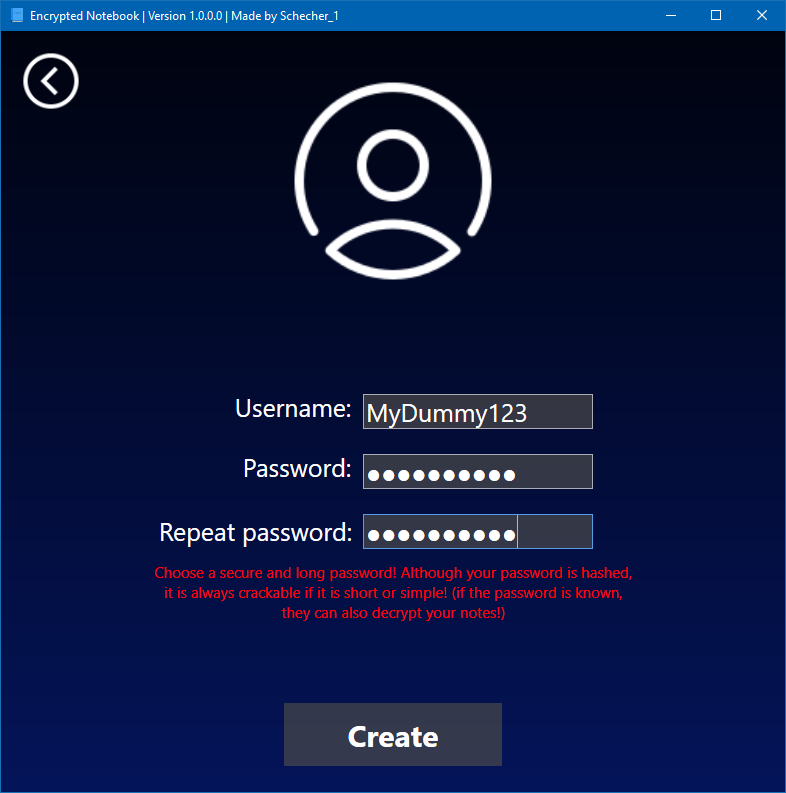 Encrypted Notebook | Version 1.0.0.0 | Made by Schecher_1
Username: MyDummy123
Password: ●●●●●●●●●●
Repeat password: ●●●●●●●●●●
Choose a secure and long password! Although your password is hashed,
it is always crackable if it is short or simple! (if the password is known,
they can also decrypt your notes!)
Create